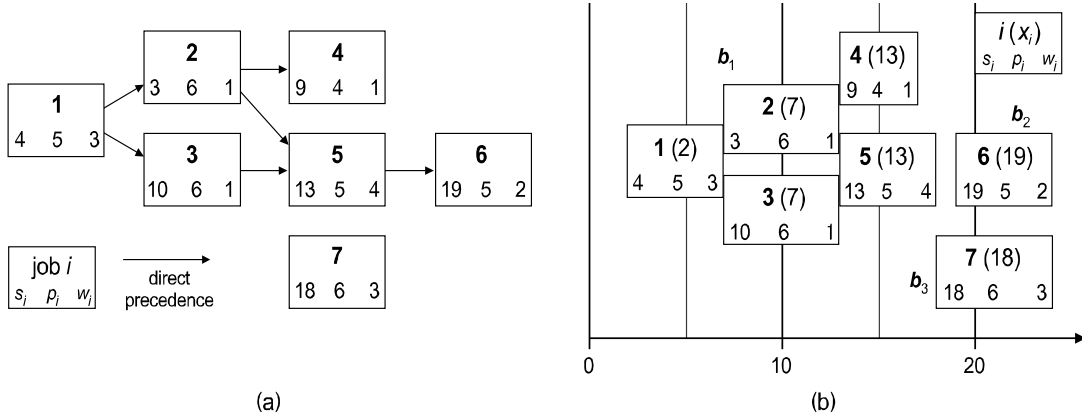 1
4 5 3
2
3 6 1
3
10 6 1
4
9 4 1
5
13 5 4
6
19 5 2
7
18 6 3
job i
s_i p_i w_i
direct
precedence
(a)
b_1
1 (2)
4 5 3
2 (7)
3 6 1
3 (7)
10 6 1
4 (13)
9 4 1
5 (13)
13 5 4
i (x_i)
s_i p_i w_i
b_2
6 (19)
19 5 2
b_3
7 (18)
18 6 3
0 10 20
(b)